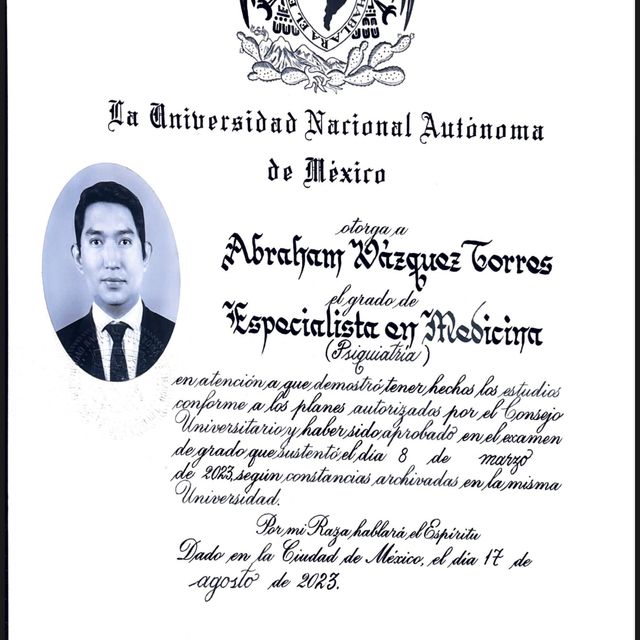 HABLARA EL E
La Universidad Nacional Autónoma
de México
otorga a
Abraham Vázquez Torres
el grado de
Especialista en Medicina
(Psiquiatría)
en atención a que demostró tener hechos los estudios
conforme a los planes autorizados por el Consejo
Universitario y haber sido aprobado en el examen
de grado que sustentó el día 8 de marzo
de 2023, según constancias archivadas en la misma
Universidad.
Por mi Raza hablará el Espíritu
Dado en la Ciudad de México, el día 17 de
agosto de 2023.